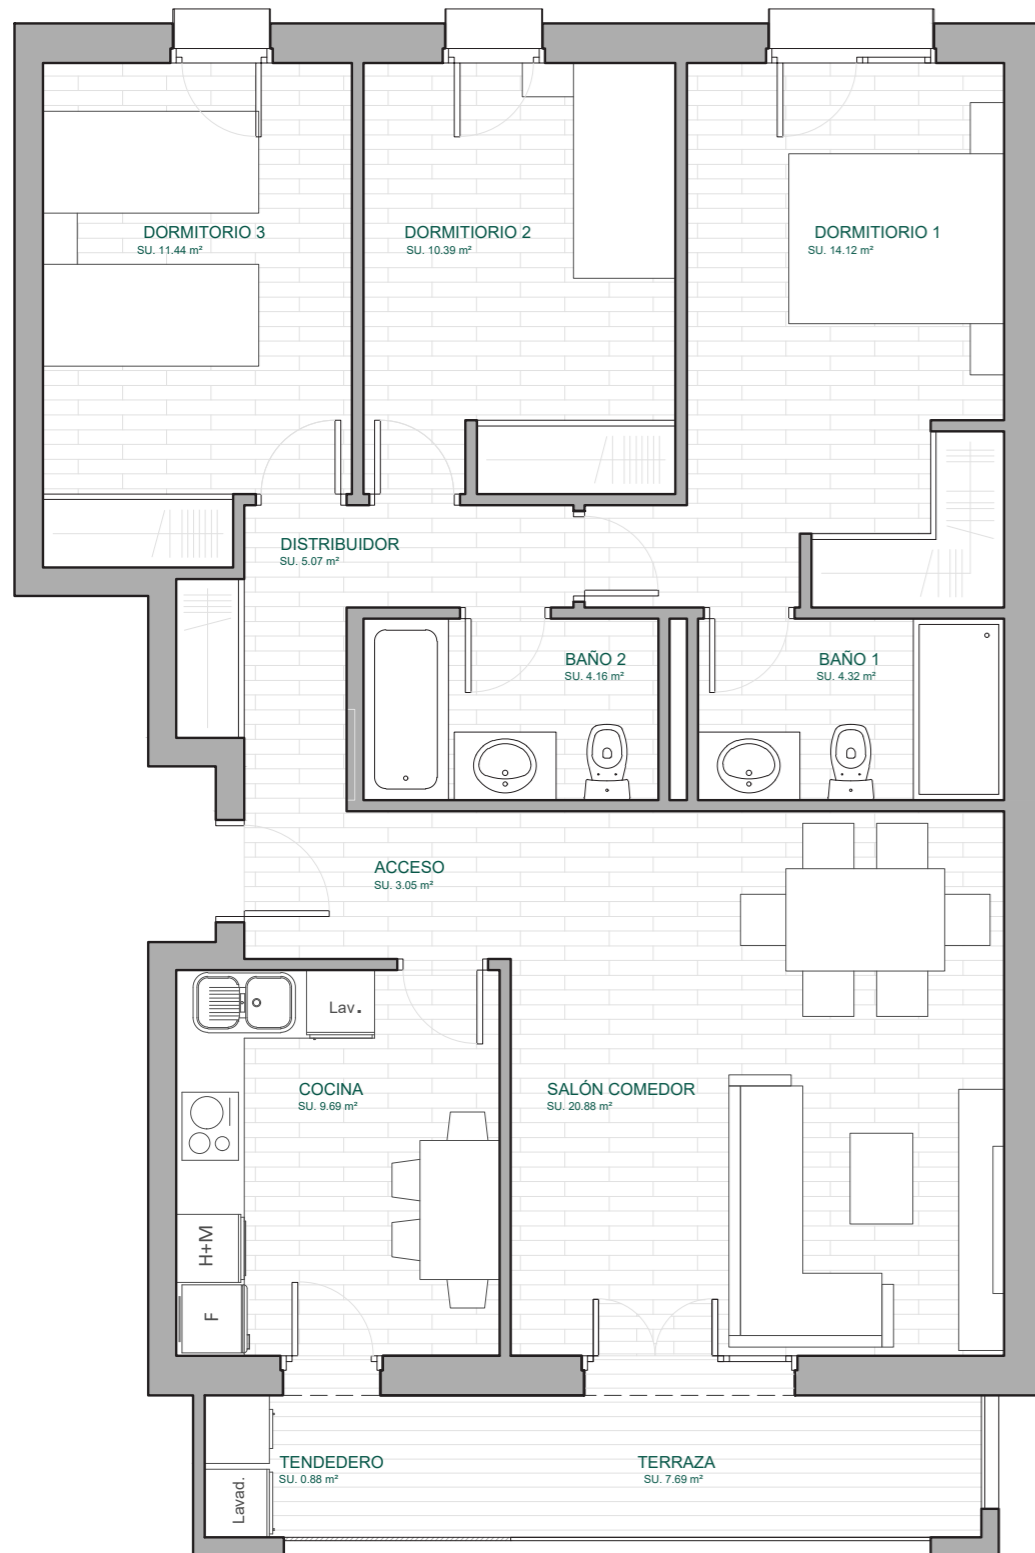 DORMITORIO 3
SU. 11.44 m²
DORMITIORIO 2
SU. 10.39 m²
DORMITIORIO 1
SU. 14.12 m²
DISTRIBUIDOR
SU. 5.07 m²
BAÑO 2
SU. 4.16 m²
BAÑO 1
SU. 4.32 m²
ACCESO
SU. 3.05 m²
Lav.
COCINA
SU. 9.69 m²
SALÓN COMEDOR
SU. 20.88 m²
H+M
F
TENDEDERO
SU. 0.88 m²
TERRAZA
SU. 7.69 m²
Lavad.